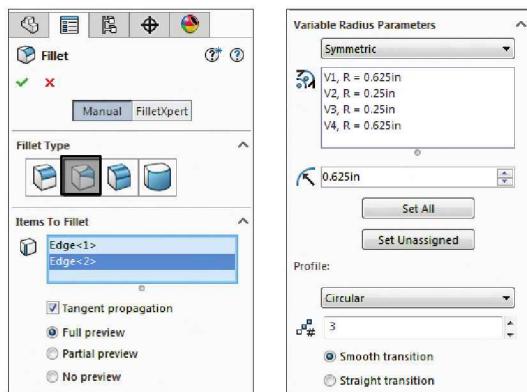 Fillet
Manual
FilletXpert
Fillet Type
Items To Fillet
Edge<1>
Edge<2>
Tangent propagation
Full preview
Partial preview
No preview
Variable Radius Parameters
Symmetric
V1, R = 0.625in
V2, R = 0.25in
V3, R = 0.25in
V4, R = 0.625in
0.625in
Set All
Set Unassigned
Profile:
Circular
3
Smooth transition
Straight transition